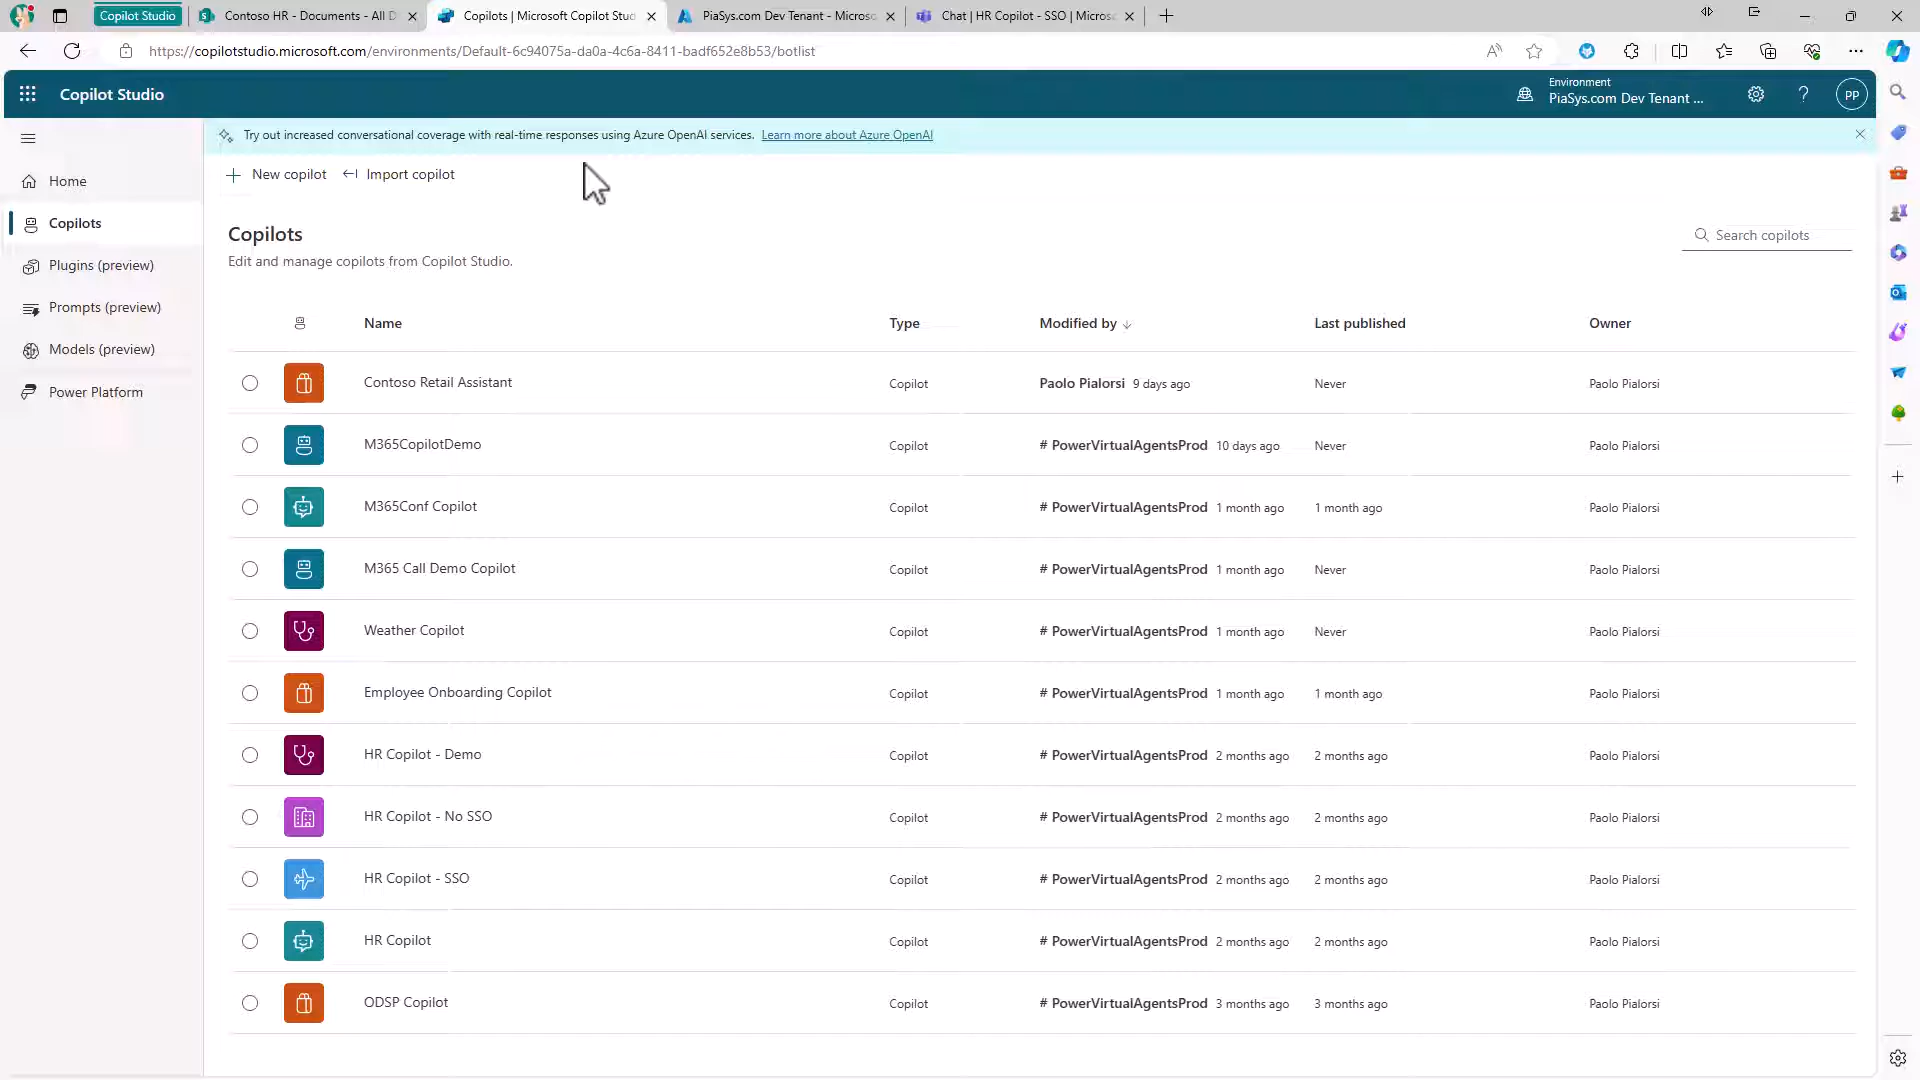 Copilot Studio
Contoso HR - Documents - All D
Copilots | Microsoft Copilot Stud
PiaSys.com Dev Tenant - Microso
Chat | HR Copilot - SSO | Micros
https://copilotstudio.microsoft.com/environments/Default-6c94075a-da0a-4c6a-8411-badf652e8b53/botlist
Copilot Studio
Environment
PiaSys.com Dev Tenant ...
?
PP
Try out increased conversational coverage with real-time responses using Azure OpenAI services. Learn more about Azure OpenAI
New copilot
Import copilot
Home
Copilots
Plugins (preview)
Prompts (preview)
Models (preview)
Power Platform
Copilots
Edit and manage copilots from Copilot Studio.
Search copilots
Name Type Modified by Last published Owner
Contoso Retail Assistant Copilot Paolo Pialorsi 9 days ago Never Paolo Pialorsi
M365CopilotDemo Copilot # PowerVirtualAgentsProd 10 days ago Never Paolo Pialorsi
M365Conf Copilot Copilot # PowerVirtualAgentsProd 1 month ago 1 month ago Paolo Pialorsi
M365 Call Demo Copilot Copilot # PowerVirtualAgentsProd 1 month ago Never Paolo Pialorsi
Weather Copilot Copilot # PowerVirtualAgentsProd 1 month ago Never Paolo Pialorsi
Employee Onboarding Copilot Copilot # PowerVirtualAgentsProd 1 month ago 1 month ago Paolo Pialorsi
HR Copilot - Demo Copilot # PowerVirtualAgentsProd 2 months ago 2 months ago Paolo Pialorsi
HR Copilot - No SSO Copilot # PowerVirtualAgentsProd 2 months ago 2 months ago Paolo Pialorsi
HR Copilot - SSO Copilot # PowerVirtualAgentsProd 2 months ago 2 months ago Paolo Pialorsi
HR Copilot Copilot # PowerVirtualAgentsProd 2 months ago 2 months ago Paolo Pialorsi
ODSP Copilot Copilot # PowerVirtualAgentsProd 3 months ago 3 months ago Paolo Pialorsi